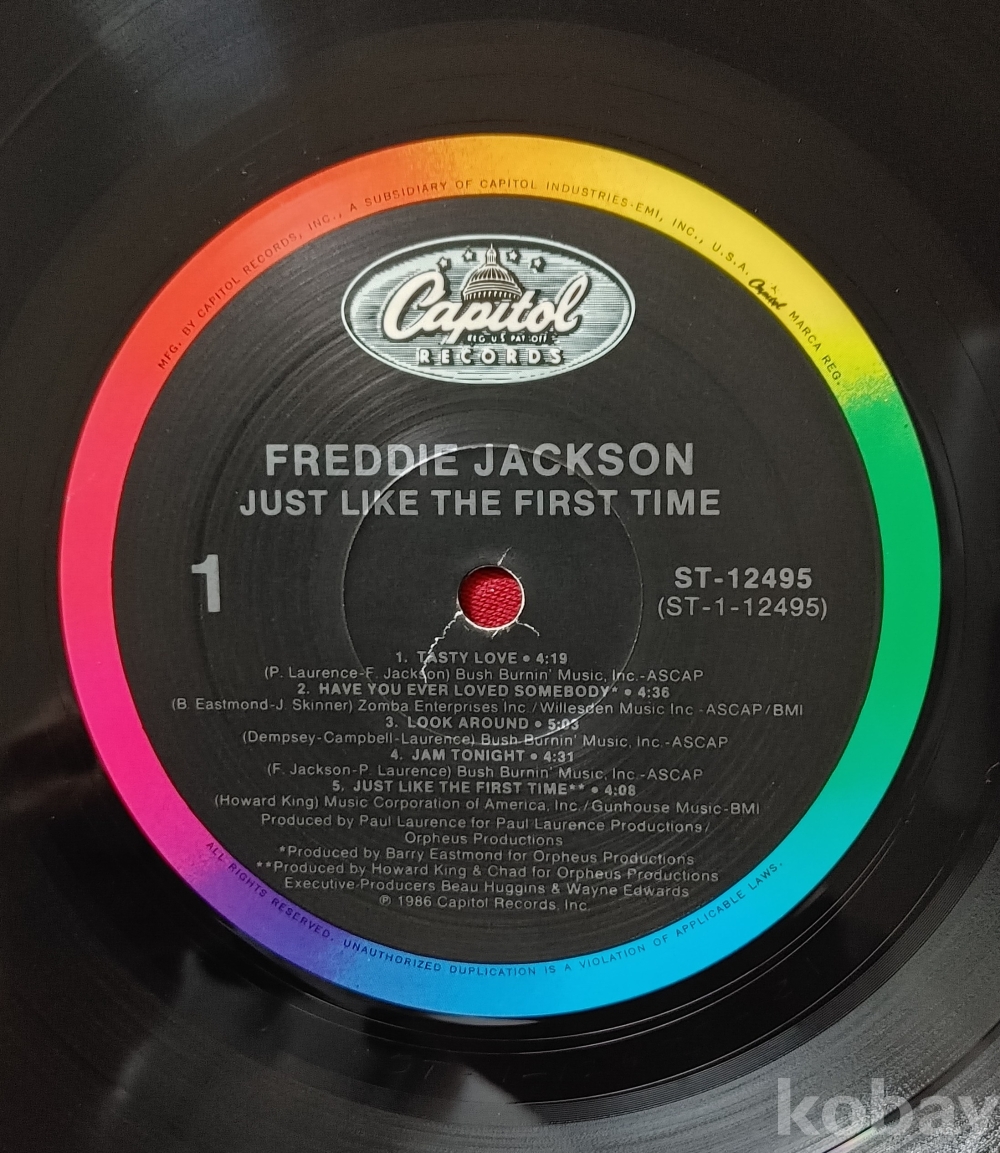 MFG. BY CAPITOL RECORDS, INC., A SUBSIDIARY OF CAPITOL INDUSTRIES-EMI, INC., U.S.A. Capitol MARCA REG.
Capitol
REG U S PAT OFF
RECORDS
FREDDIE JACKSON
JUST LIKE THE FIRST TIME
1
ST-12495
(ST-1-12495)
1. TASTY LOVE • 4:19
(P. Laurence-F. Jackson) Bush Burnin' Music, Inc.-ASCAP
2. HAVE YOU EVER LOVED SOMEBODY* • 4:36
(B. Eastmond-J. Skinner) Zomba Enterprises Inc./Willesden Music Inc.-ASCAP/BMI
3. LOOK AROUND • 5:03
(Dempsey-Campbell-Laurence) Bush Burnin' Music, Inc.-ASCAP
4. JAM TONIGHT • 4:31
(F. Jackson-P. Laurence) Bush Burnin' Music, Inc.-ASCAP
5. JUST LIKE THE FIRST TIME** • 4:08
(Howard King) Music Corporation of America, Inc./Gunhouse Music-BMI
Produced by Paul Laurence for Paul Laurence Productions/
Orpheus Productions
*Produced by Barry Eastmond for Orpheus Productions
**Produced by Howard King & Chad for Orpheus Productions
Executive Producers Beau Huggins & Wayne Edwards
℗ 1986 Capitol Records, Inc.
ALL RIGHTS RESERVED. UNAUTHORIZED DUPLICATION IS A VIOLATION OF APPLICABLE LAWS.
kobay